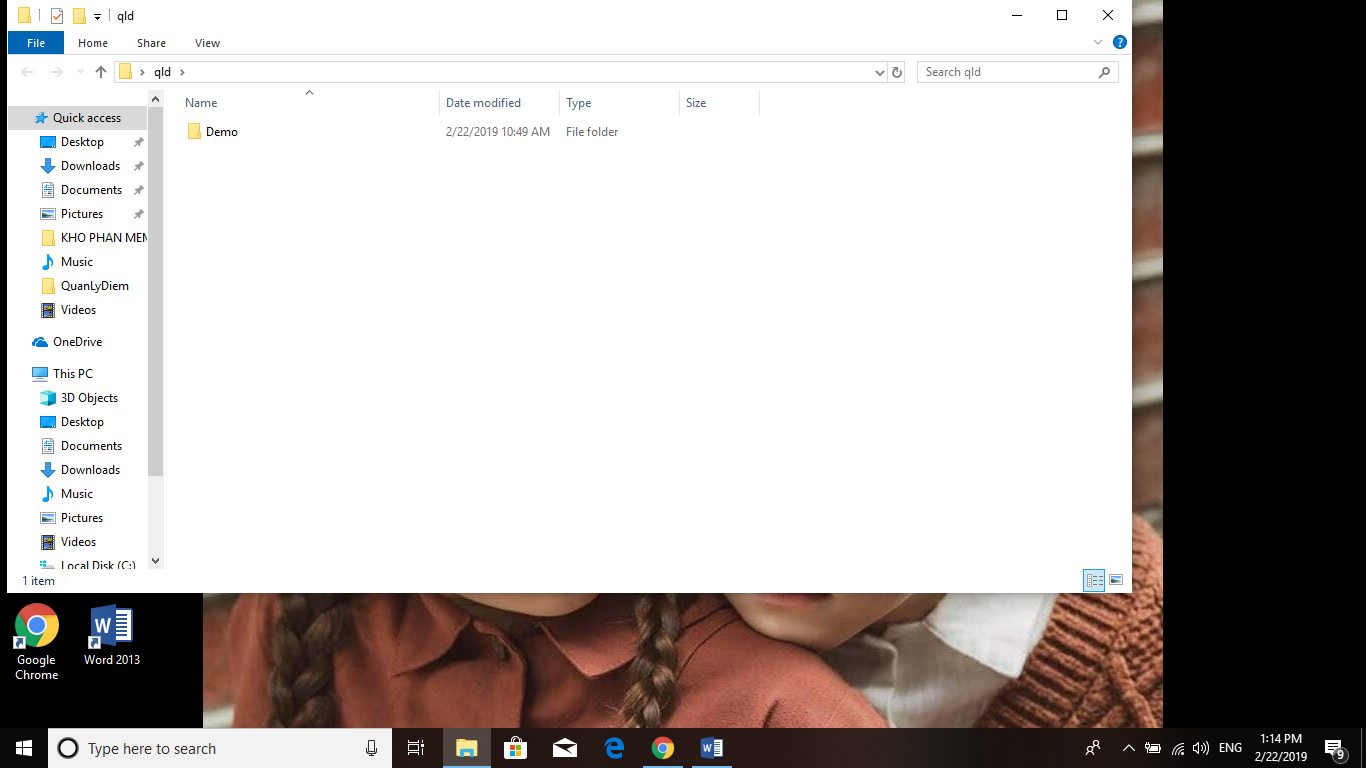 qld
File
Home
Share
View
qld
Search qld
Name
Date modified
Type
Size
Quick access
Desktop
Downloads
Documents
Pictures
KHO PHAN MEM
Music
QuanLyDiem
Videos
OneDrive
This PC
3D Objects
Desktop
Documents
Downloads
Music
Pictures
Videos
Local Disk (C:)
Demo
2/22/2019 10:49 AM
File folder
1 item
Google
Chrome
Word 2013
Type here to search
ENG
1:14 PM
2/22/2019
9